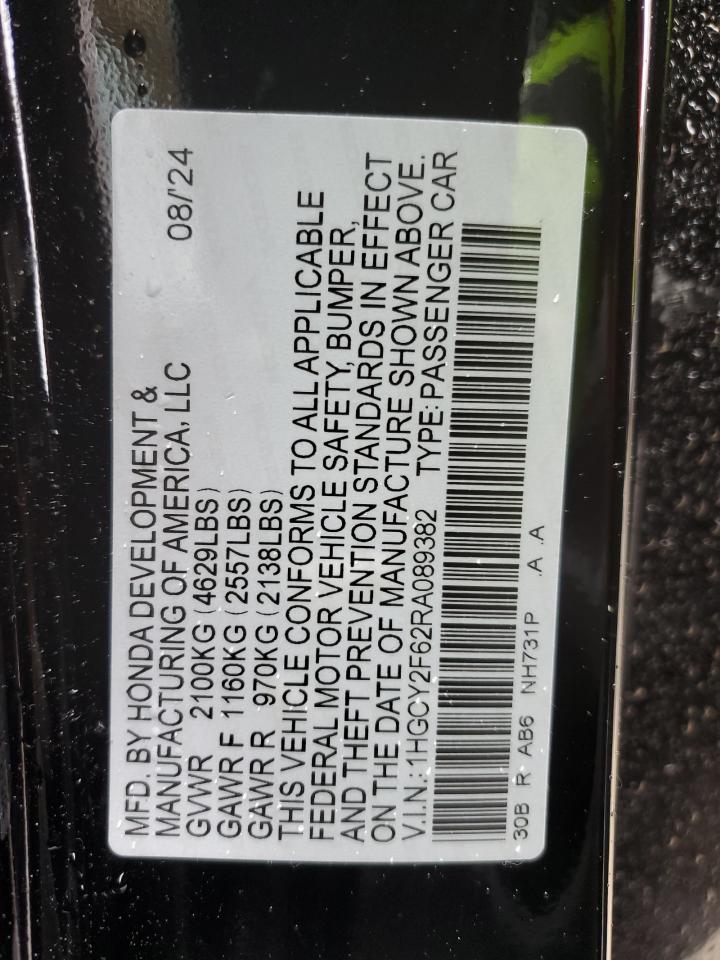 MFD. BY HONDA DEVELOPMENT &
MANUFACTURING OF AMERICA, LLC 08/'24
GVWR 2100KG (4629LBS)
GAWR F 1160KG (2557LBS)
GAWR R 970KG (2138LBS)
THIS VEHICLE CONFORMS TO ALL APPLICABLE
FEDERAL MOTOR VEHICLE SAFETY, BUMPER,
AND THEFT PREVENTION STANDARDS IN EFFECT
ON THE DATE OF MANUFACTURE SHOWN ABOVE.
V.I.N.: 1HGCY2F62RA089382 TYPE: PASSENGER CAR
30B R AB6 NH731P .A .A